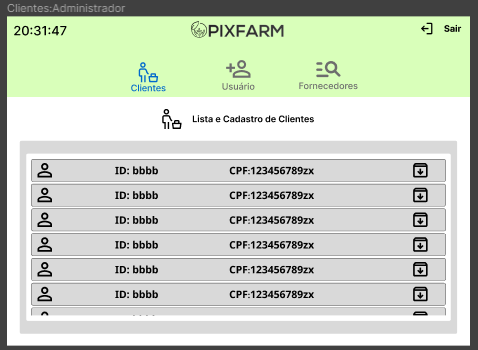 Clientes:Administrador
20:31:47
PIXFARM
Sair
Clientes
Usuário
Fornecedores
Lista e Cadastro de Clientes
ID: bbbb CPF:123456789zx
ID: bbbb CPF:123456789zx
ID: bbbb CPF:123456789zx
ID: bbbb CPF:123456789zx
ID: bbbb CPF:123456789zx
ID: bbbb CPF:123456789zx